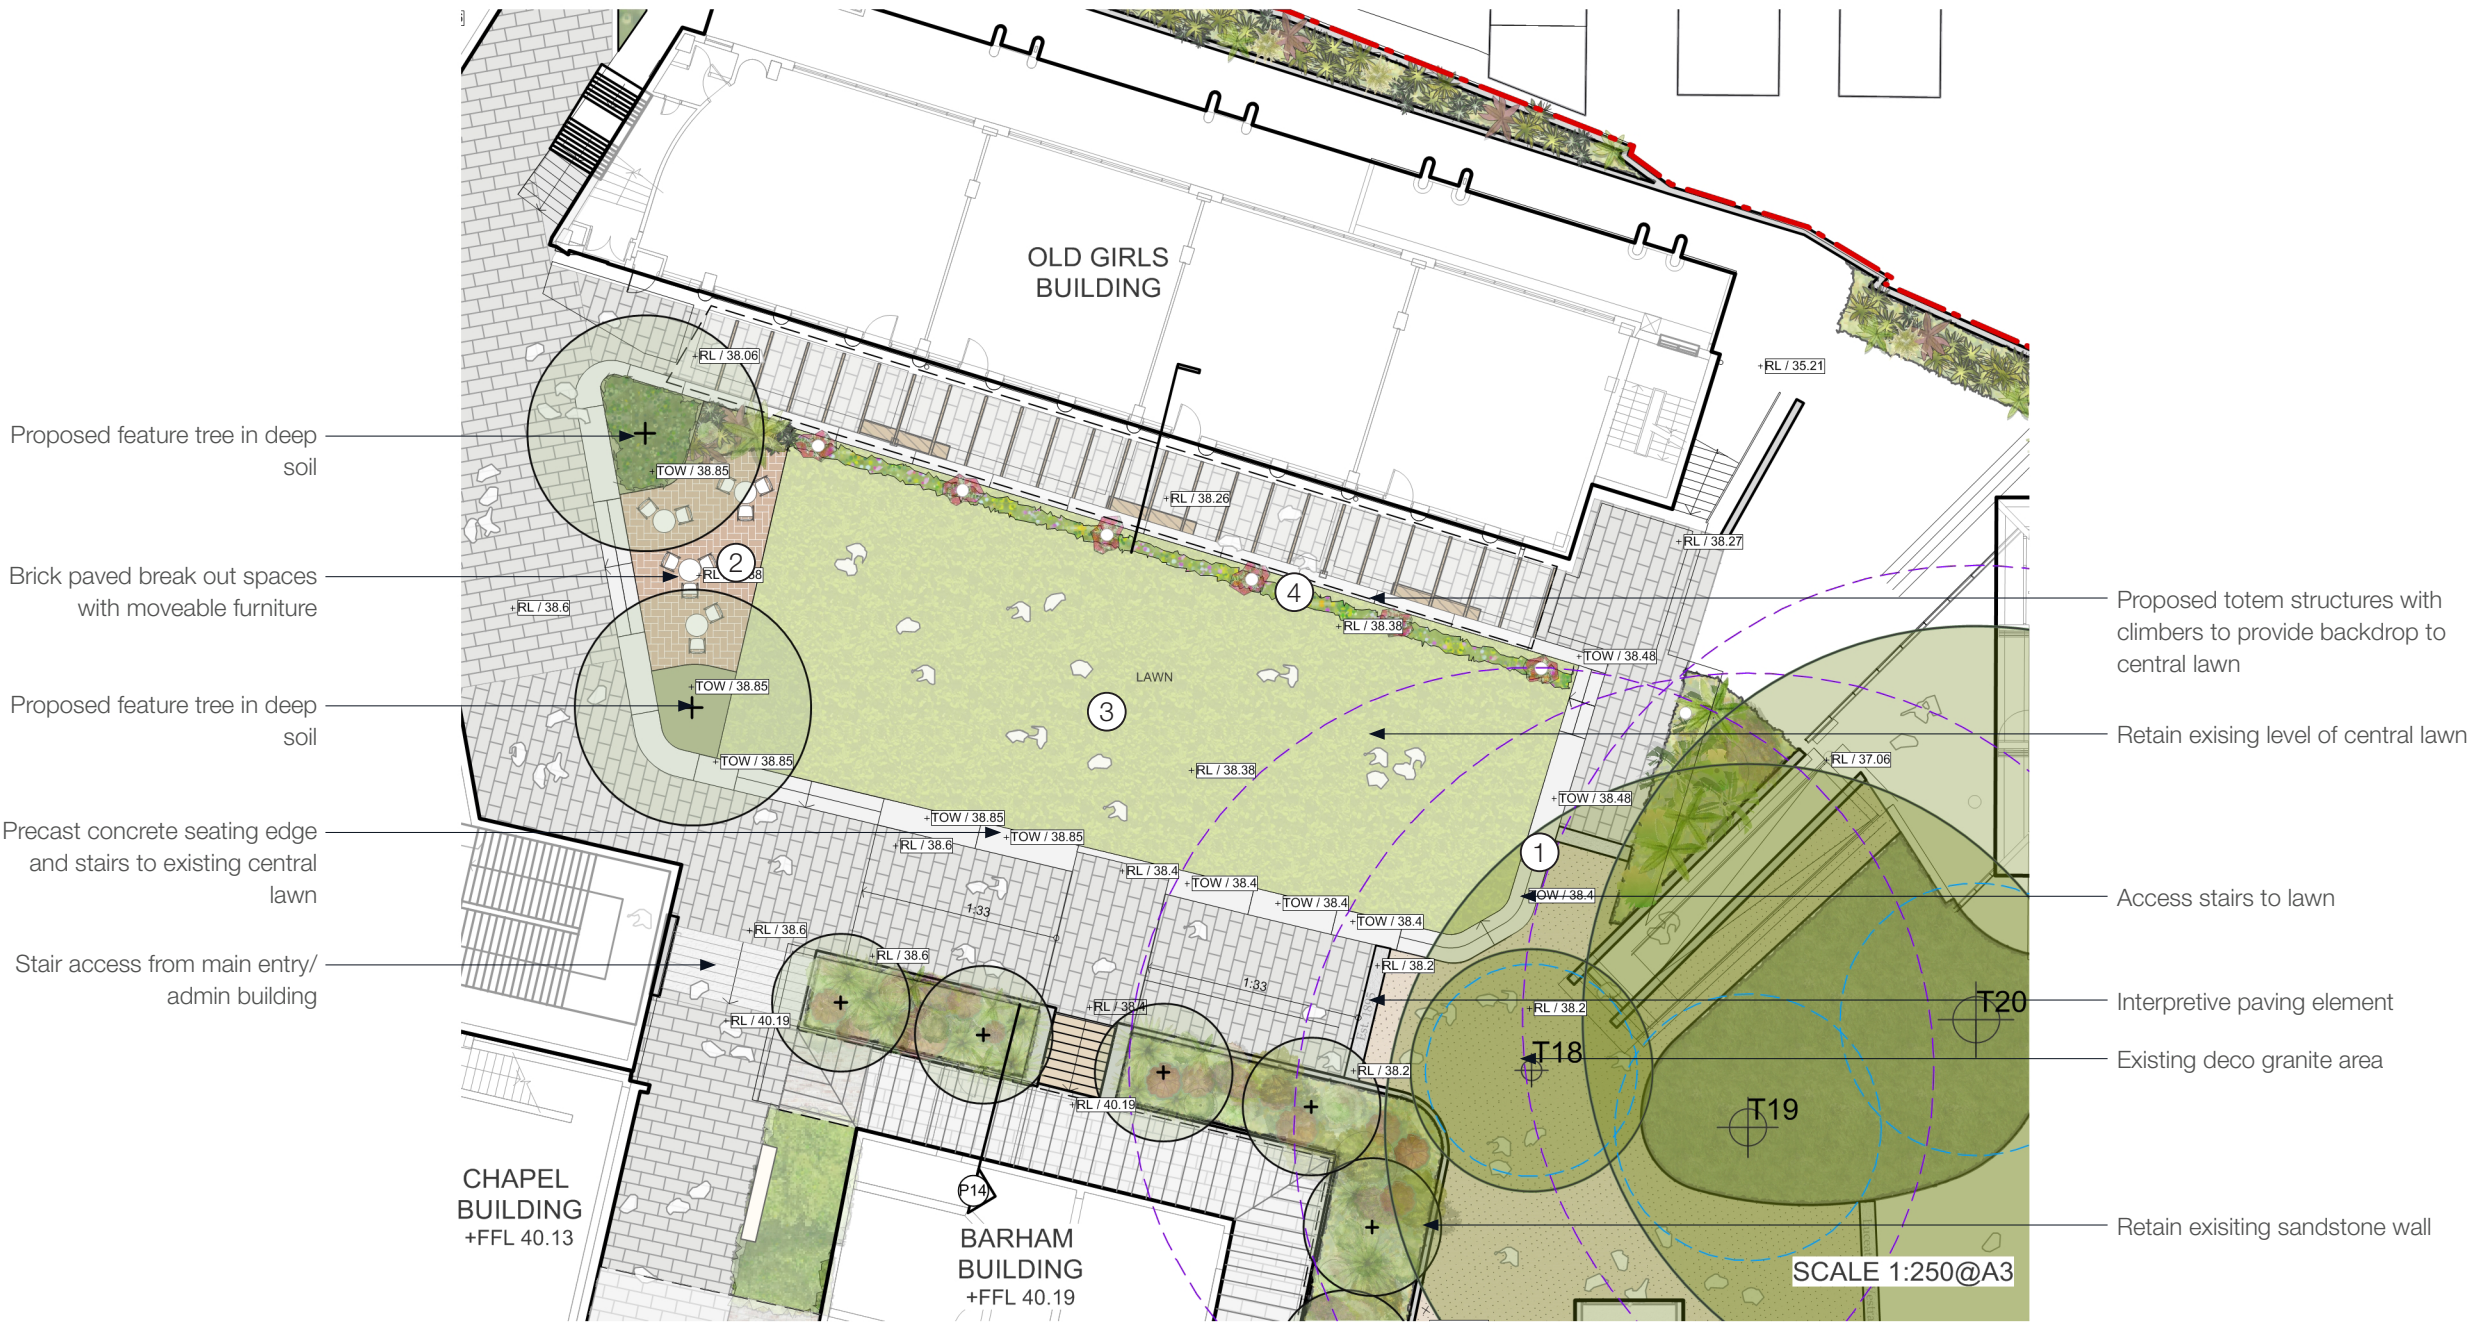 OLD GIRLS
BUILDING
+RL / 38.06
+RL / 35.21
Proposed feature tree in deep
soil
+TOW / 38.85
+RL / 38.26
+RL / 38.27
2
Brick paved break out spaces
with moveable furniture
+RL / 38.6
4
Proposed totem structures with
climbers to provide backdrop to
central lawn
+RL / 38.38
+TOW / 38.48
LAWN
+TOW / 38.85
Proposed feature tree in deep
soil
3
Retain exising level of central lawn
+TOW / 38.85
+RL / 38.38
+RL / 37.06
+TOW / 38.48
Precast concrete seating edge
and stairs to existing central
lawn
+TOW / 38.85
+TOW / 38.85
+RL / 38.6
1
+RL / 38.4
+TOW / 38.4
+TOW / 38.4
+TOW / 38.4
TOW / 38.4
Access stairs to lawn
1:33
+RL / 38.6
+RL / 38.6
Stair access from main entry/
admin building
+RL / 38.2
1:33
+RL / 38.4
+RL / 38.2
Interpretive paving element
T20
+RL / 40.19
T18
Existing deco granite area
+RL / 38.2
+RL / 40.19
T19
CHAPEL
BUILDING
+FFL 40.13
P14
BARHAM
BUILDING
+FFL 40.19
Retain exisiting sandstone wall
SCALE 1:250@A3